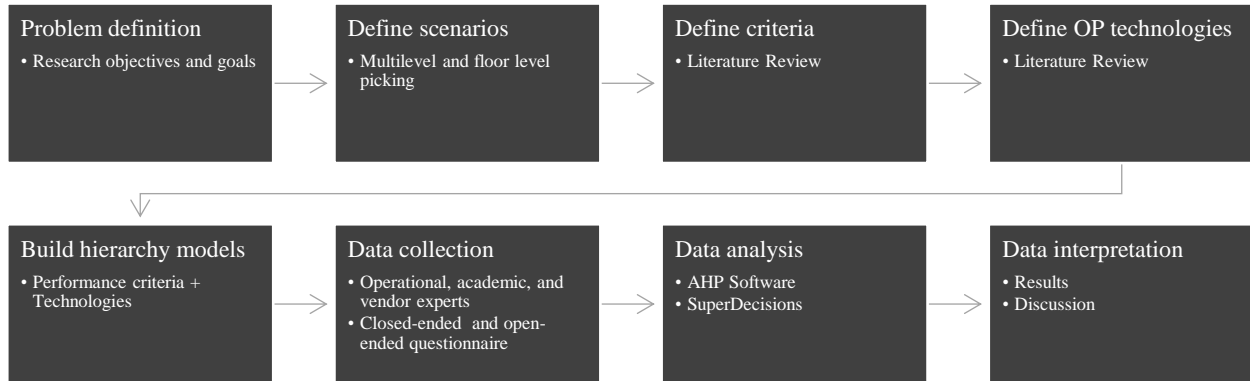 Problem definition
• Research objectives and goals
Define scenarios
• Multilevel and floor level
picking
Define criteria
• Literature Review
Define OP technologies
• Literature Review
Build hierarchy models
• Performance criteria +
Technologies
Data collection
• Operational, academic, and
vendor experts
• Closed-ended and open-
ended questionnaire
Data analysis
• AHP Software
• SuperDecisions
Data interpretation
• Results
• Discussion